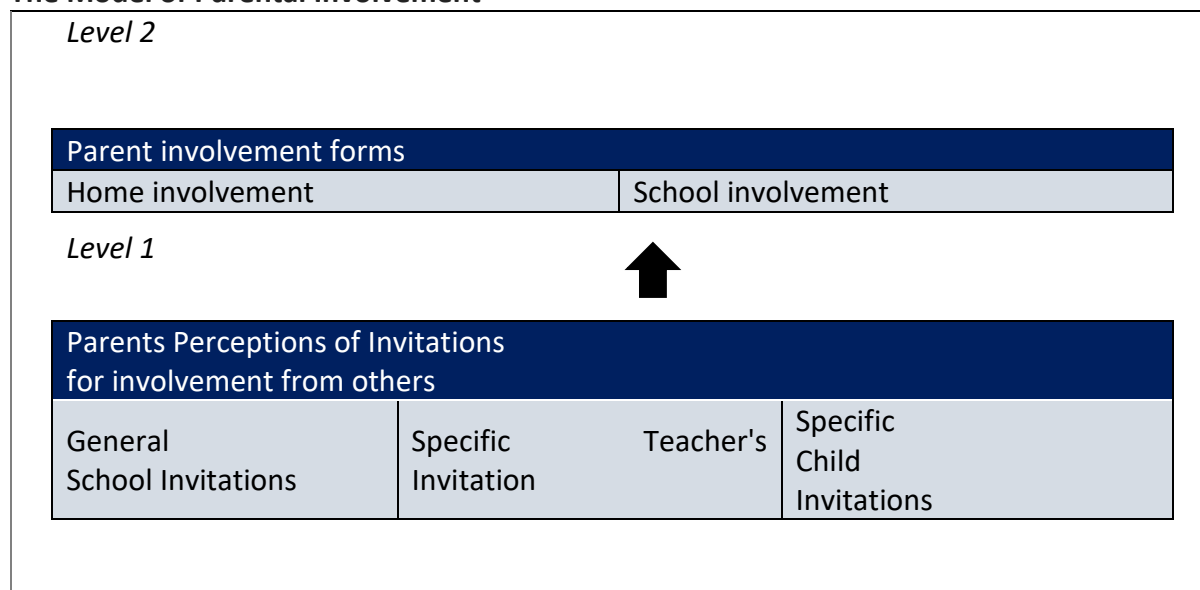 The Model of Parental Involvement
Level 2
Parent involvement forms
Home involvement
School involvement
Level 1
Parents Perceptions of Invitations
for involvement from others
General
School Invitations
Specific Teacher's
Invitation
Specific
Child
Invitations